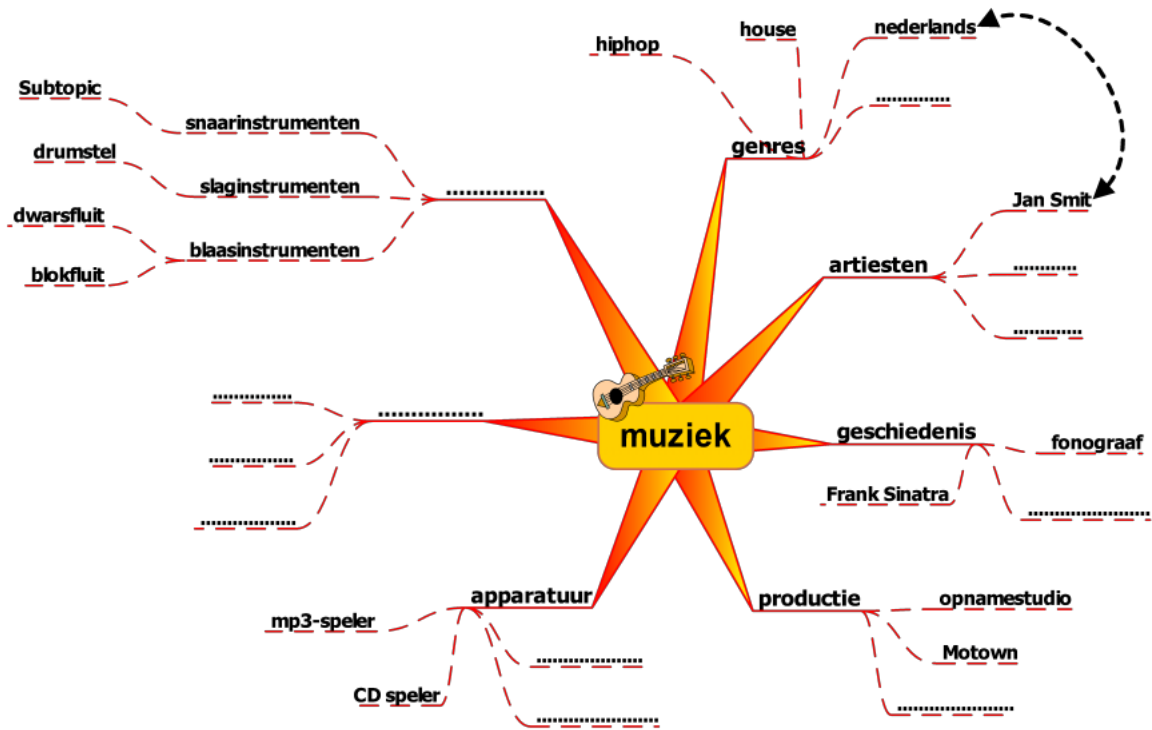 muziek
genres
hiphop
house
nederlands
...............
artiesten
Jan Smit
.............
..............
geschiedenis
fonograaf
Frank Sinatra
.........................
productie
opnamestudio
Motown
........................
apparatuur
mp3-speler
CD speler
......................
.........................
.................
................
.................
....................
................
snaarinstrumenten
Subtopic
slaginstrumenten
drumstel
blaasinstrumenten
dwarsfluit
blokfluit